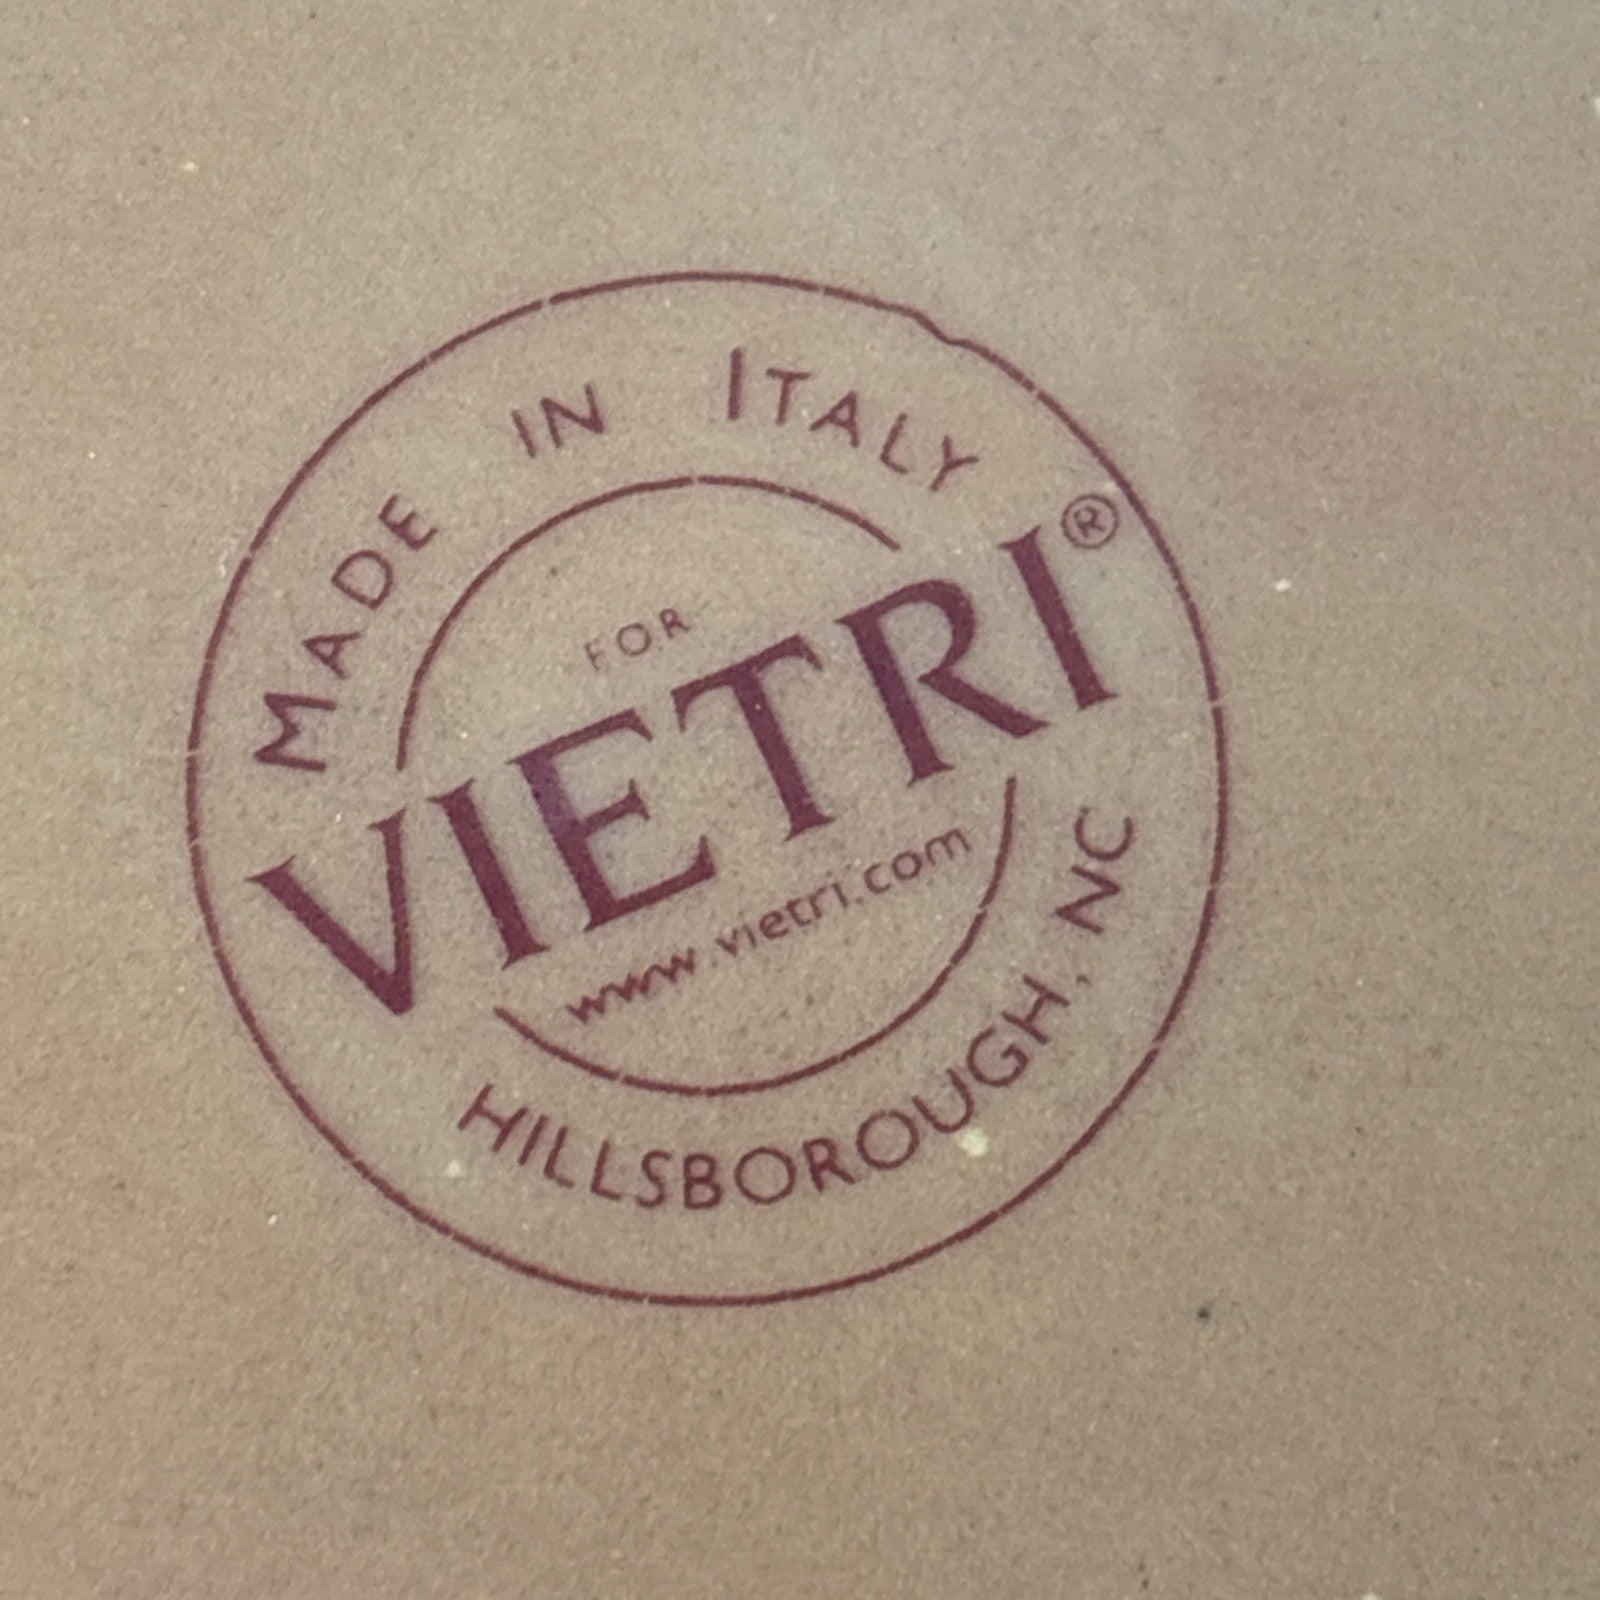 MADE IN ITALY
FOR
VIETRI®
www.vietri.com
HILLSBOROUGH, NC